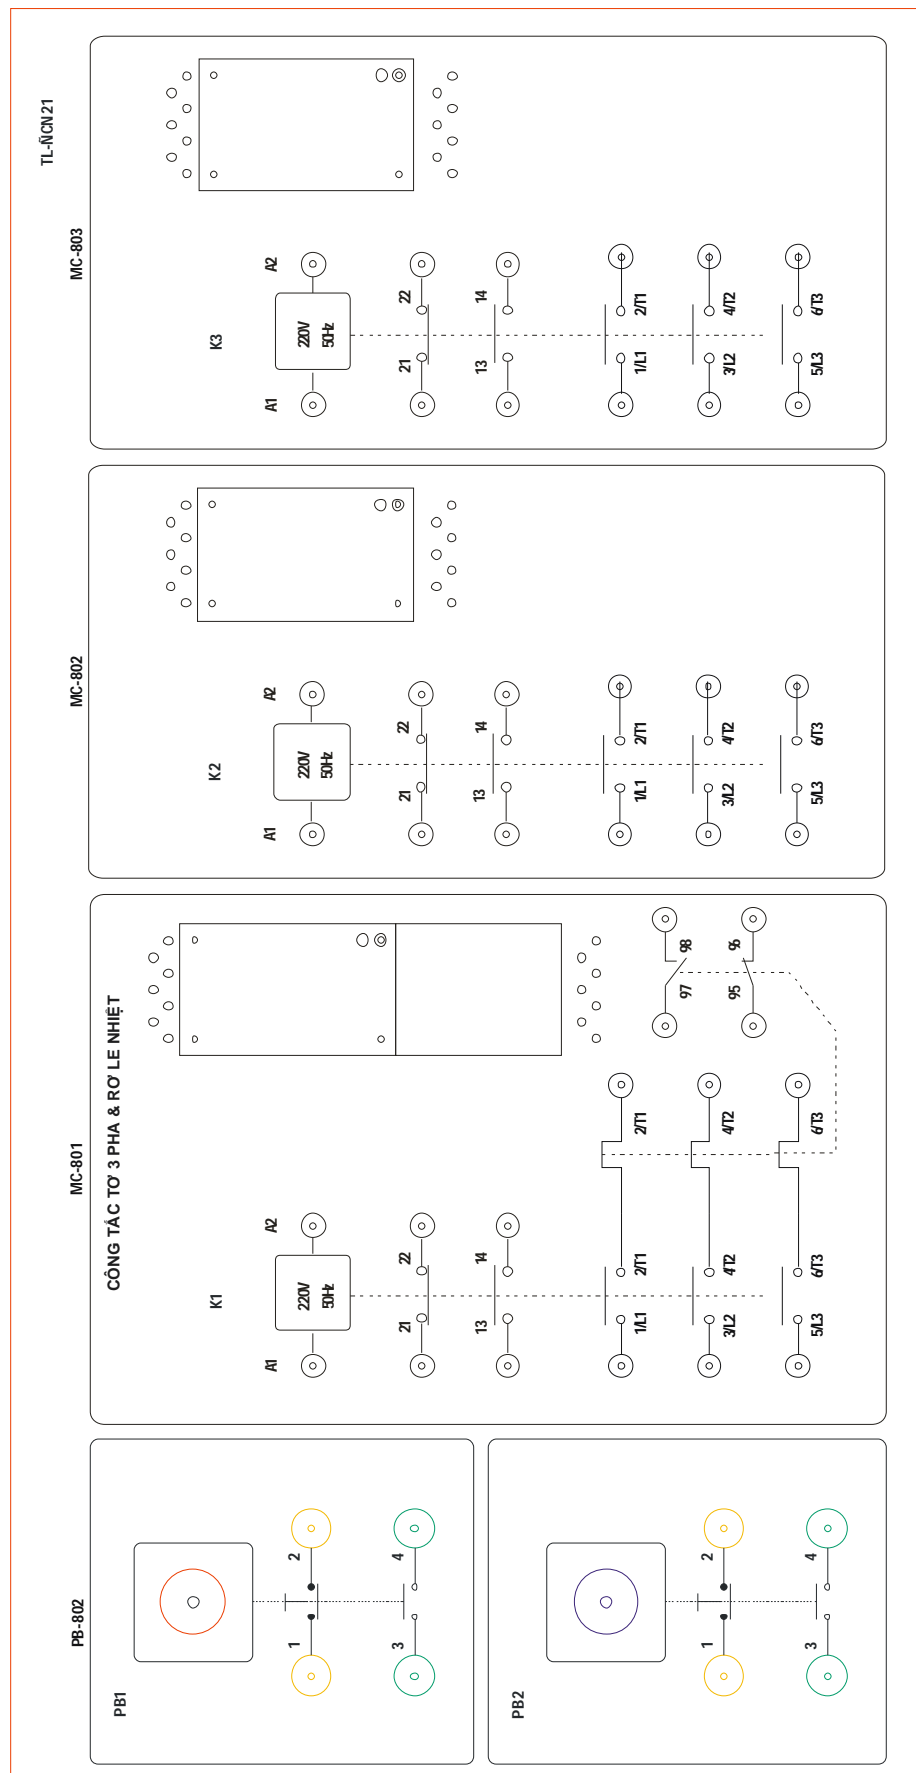 TL-ÑCN21
PB-802
MC-801
MC-802
MC-803
PB1
1
2
3
4
PB2
1
2
3
4
CÔNG TẮC TƠ 3 PHA & RƠ LE NHIỆT
K1
A1
220V
50Hz
A2
21
22
13
14
1/L1
2/T1
2/T1
3/L2
4/T2
4/T2
5/L3
6/T3
6/T3
97
98
95
96
K2
A1
220V
50Hz
A2
21
22
13
14
1/L1
2/T1
3/L2
4/T2
5/L3
6/T3
K3
A1
220V
50Hz
A2
21
22
13
14
1/L1
2/T1
3/L2
4/T2
5/L3
6/T3